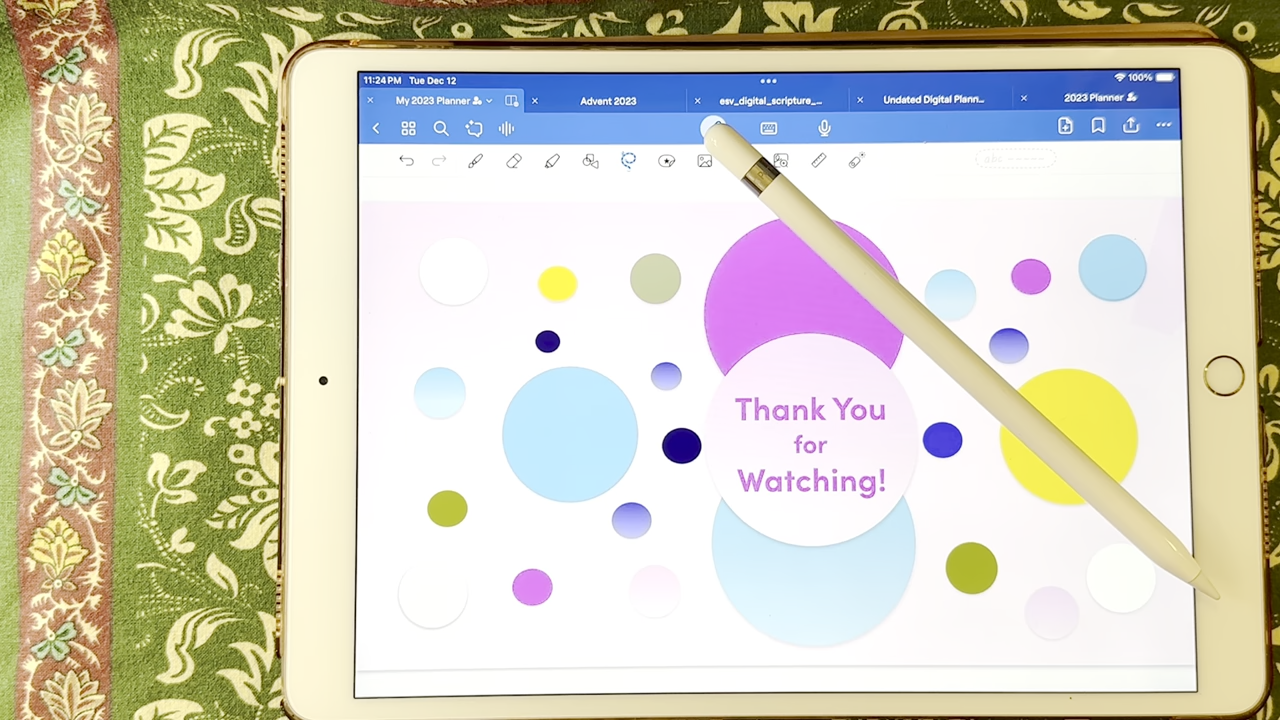 11:24 PM Tue Dec 12
100%
My 2023 Planner
Advent 2023
esv_digital_scripture_...
Undated Digital Plann...
2023 Planner
Thank You
for
Watching!